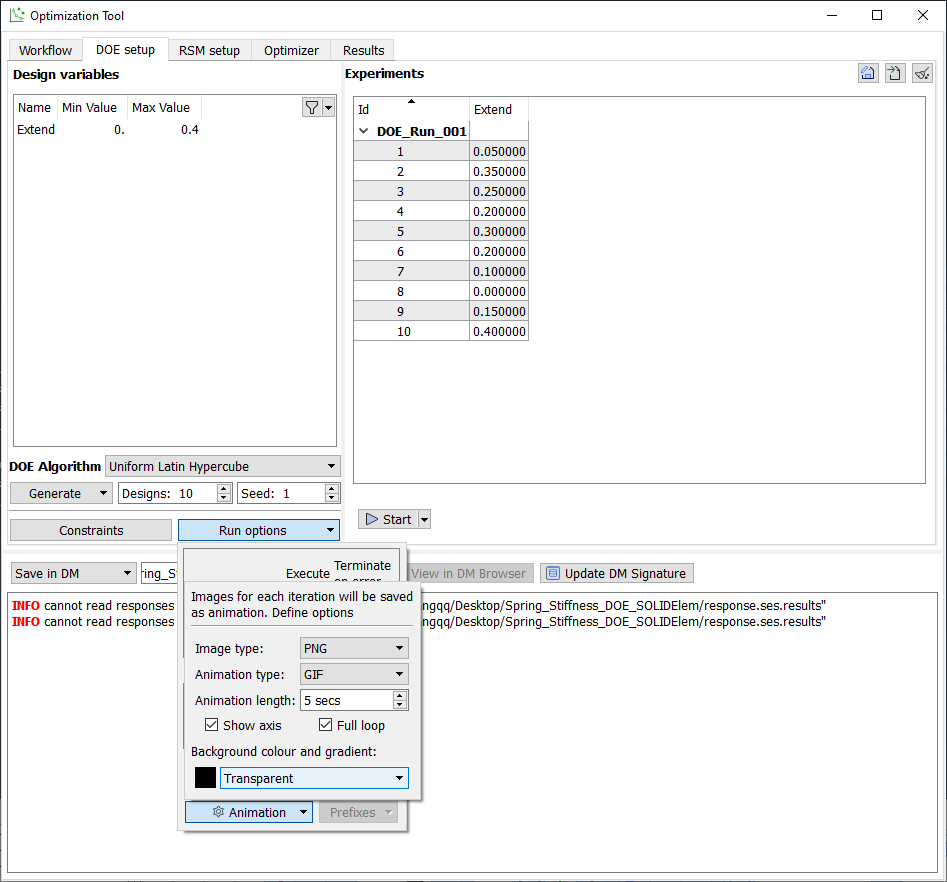 Optimization Tool
Workflow DOE setup RSM setup Optimizer Results
Design variables
Name Min Value Max Value
Extend 0. 0.4
DOE Algorithm Uniform Latin Hypercube
Generate Designs: 10 Seed: 1
Constraints Run options
Experiments
Id Extend
DOE_Run_001
1 0.050000
2 0.350000
3 0.250000
4 0.200000
5 0.300000
6 0.200000
7 0.100000
8 0.000000
9 0.150000
10 0.400000
Start
Save in DM ring_S View in DM Browser Update DM Signature
INFO cannot read responses ngqq/Desktop/Spring_Stiffness_DOE_SOLIDElem/response.ses.results"
INFO cannot read responses ngqq/Desktop/Spring_Stiffness_DOE_SOLIDElem/response.ses.results"
Execute Terminate
on error
Images for each iteration will be saved
as animation. Define options
Image type: PNG
Animation type: GIF
Animation length: 5 secs
Show axis Full loop
Background colour and gradient:
Transparent
Animation Prefixes